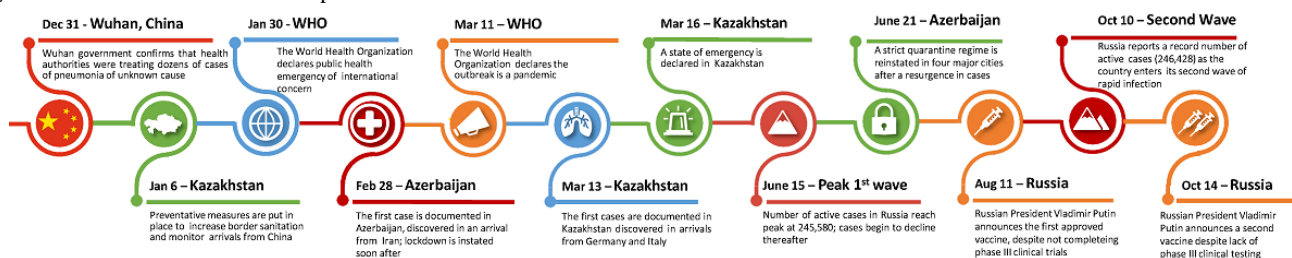 Dec 31 - Wuhan, China
Wuhan government confirms that health
authorities were treating dozens of cases
of pneumonia of unknown cause
Jan 6 – Kazakhstan
Preventative measures are put in
place to increase border sanitation
and monitor arrivals from China
Jan 30 - WHO
The World Health Organization
declares public health
emergency of international
concern
Feb 28 – Azerbaijan
The first case is documented in
Azerbaijan, discovered in an arrival
from Iran; lockdown is instated
soon after
Mar 11 – WHO
The World Health
Organization declares the
outbreak is a pandemic
Mar 13 – Kazakhstan
The first cases are documented in
Kazakhstan discovered in arrivals
from Germany and Italy
Mar 16 – Kazakhstan
A state of emergency is
declared in Kazakhstan
June 15 – Peak 1st wave
Number of active cases in Russia reach
peak at 245,580; cases begin to decline
thereafter
June 21 – Azerbaijan
A strict quarantine regime is
reinstated in four major cities
after a resurgence in cases
Aug 11 – Russia
Russian President Vladimir Putin
announces the first approved
vaccine, despite not completeing
phase III clinical trials
Oct 10 – Second Wave
Russia reports a record number of
active cases (246,428) as the
country enters its second wave of
rapid infection
Oct 14 – Russia
Russian President Vladimir
Putin announces a second
vaccine despite lack of
phase III clinical testing